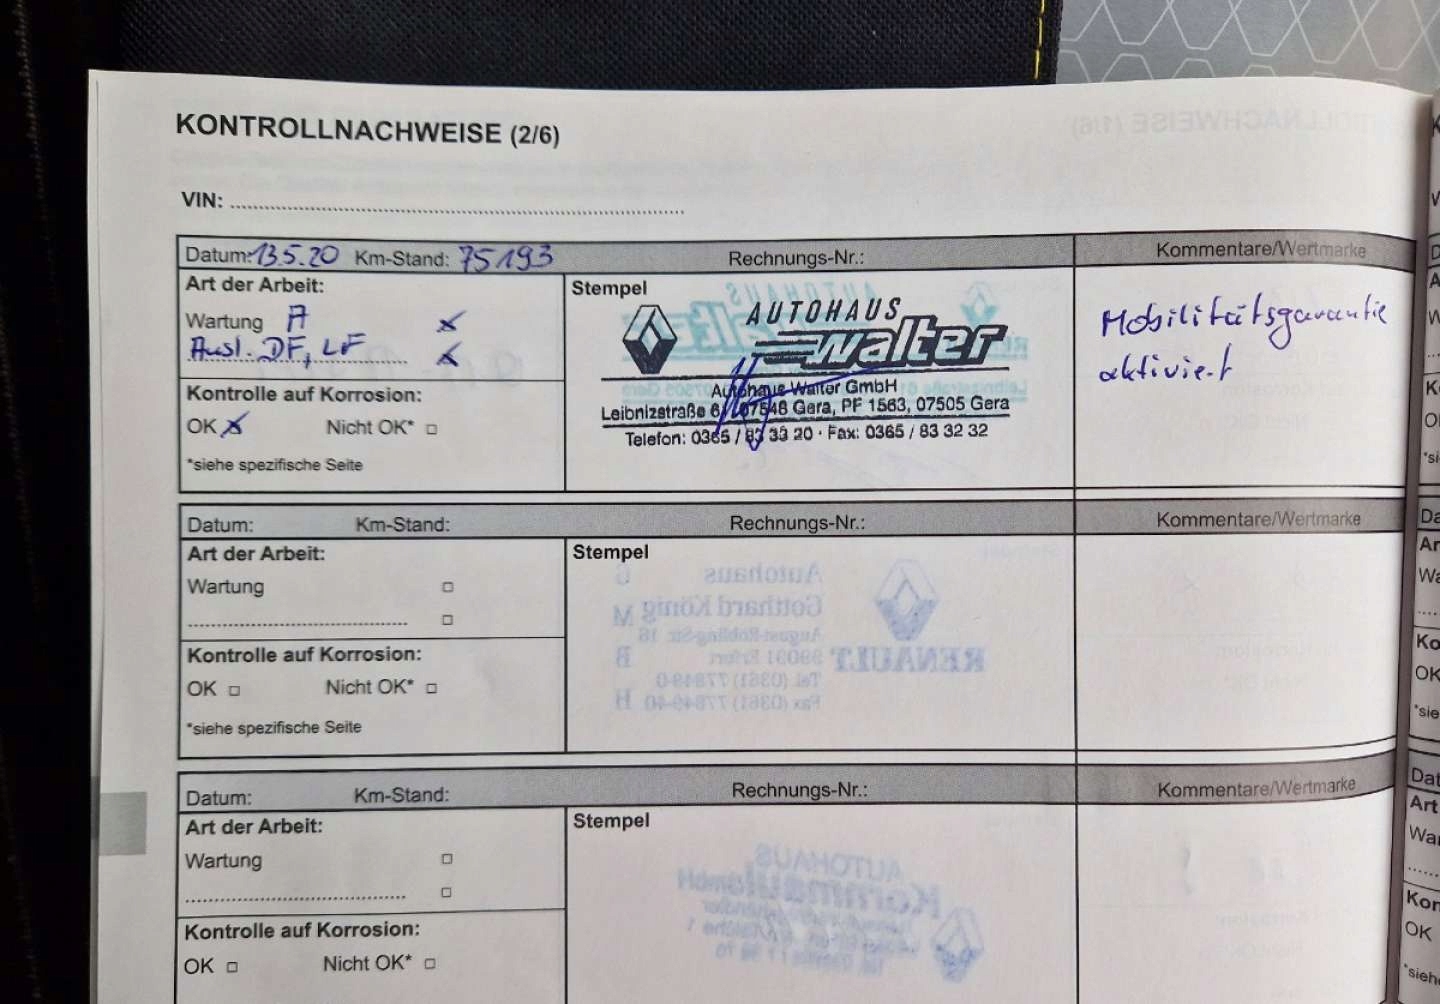 KONTROLLNACHWEISE (2/6)
VIN:
Datum: 13.5.20 Km-Stand: 75193 Rechnungs-Nr.: Kommentare/Wertmarke
Art der Arbeit:
Wartung A
Ausl. DF, LF
Kontrolle auf Korrosion:
OK Nicht OK*
*siehe spezifische Seite
Stempel
AUTOHAUS
walter
Autohaus Walter GmbH
Leibnizstraße 6 07548 Gera, PF 1563, 07505 Gera
Telefon: 0365 / 83 33 20 · Fax: 0365 / 83 32 32
Mobilitätsgarantie
aktiviert
Datum: Km-Stand: Rechnungs-Nr.: Kommentare/Wertmarke
Art der Arbeit:
Wartung
Kontrolle auf Korrosion:
OK Nicht OK*
*siehe spezifische Seite
Stempel
Datum: Km-Stand: Rechnungs-Nr.: Kommentare/Wertmarke
Art der Arbeit:
Wartung
Kontrolle auf Korrosion:
OK Nicht OK*
Stempel